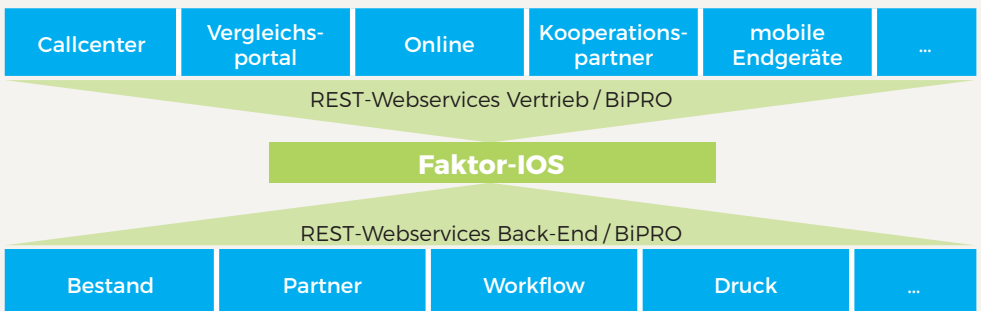 Callcenter
Vergleichs-
portal
Online
Kooperations-
partner
mobile
Endgeräte
...
REST-Webservices Vertrieb / BiPRO
Faktor-IOS
REST-Webservices Back-End / BiPRO
Bestand
Partner
Workflow
Druck
...